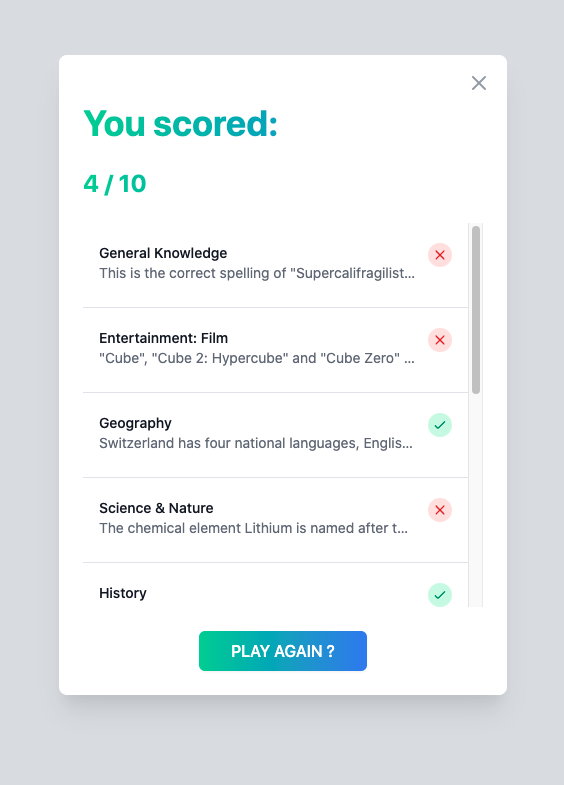 You scored:
4 / 10
General Knowledge
This is the correct spelling of "Supercalifragilist...
Entertainment: Film
"Cube", "Cube 2: Hypercube" and "Cube Zero" ...
Geography
Switzerland has four national languages, Englis...
Science & Nature
The chemical element Lithium is named after t...
History
PLAY AGAIN ?